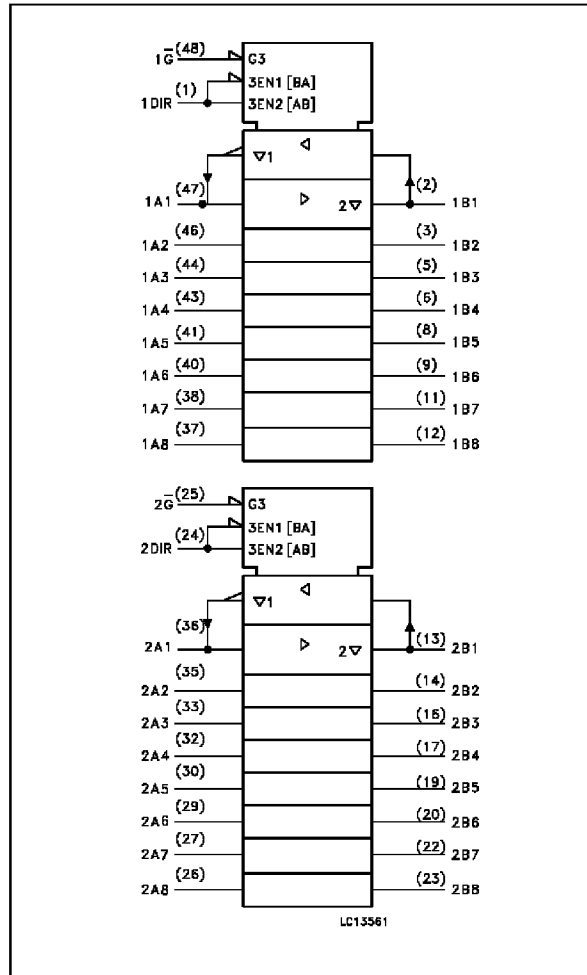 1G̅ (48) G3
3EN1 [BA]
1DIR (1) 3EN2 [AB]
▽1 ◁
1A1 (47) ▷ 2▽ (2) 1B1
1A2 (46) (3) 1B2
1A3 (44) (5) 1B3
1A4 (43) (6) 1B4
1A5 (41) (8) 1B5
1A6 (40) (9) 1B6
1A7 (38) (11) 1B7
1A8 (37) (12) 1B8
2G̅ (25) G3
3EN1 [BA]
2DIR (24) 3EN2 [AB]
▽1 ◁
2A1 (36) ▷ 2▽ (13) 2B1
2A2 (35) (14) 2B2
2A3 (33) (16) 2B3
2A4 (32) (17) 2B4
2A5 (30) (19) 2B5
2A6 (29) (20) 2B6
2A7 (27) (22) 2B7
2A8 (26) (23) 2B8
LC13561